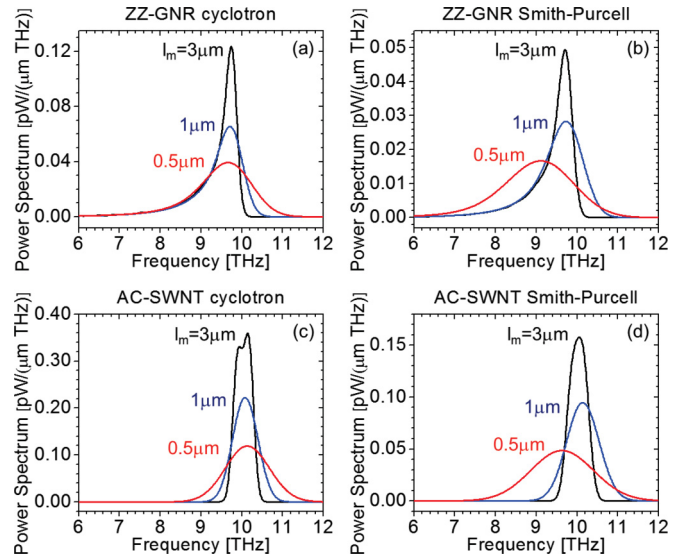 ZZ-GNR cyclotron
ZZ-GNR Smith-Purcell
Power Spectrum [pW/(μm THz)]
0.12
0.08
0.04
0.00
(a)
l_m=3μm
1μm
0.5μm
6 7 8 9 10 11 12
Frequency [THz]
Power Spectrum [pW/(μm THz)]
0.05
0.04
0.03
0.02
0.01
0.00
(b)
l_m=3μm
1μm
0.5μm
6 7 8 9 10 11 12
Frequency [THz]
AC-SWNT cyclotron
AC-SWNT Smith-Purcell
Power Spectrum [pW/(μm THz)]
0.40
0.30
0.20
0.10
0.00
(c)
l_m=3μm
1μm
0.5μm
6 7 8 9 10 11 12
Frequency [THz]
Power Spectrum [pW/(μm THz)]
0.15
0.10
0.05
0.00
(d)
l_m=3μm
1μm
0.5μm
6 7 8 9 10 11 12
Frequency [THz]